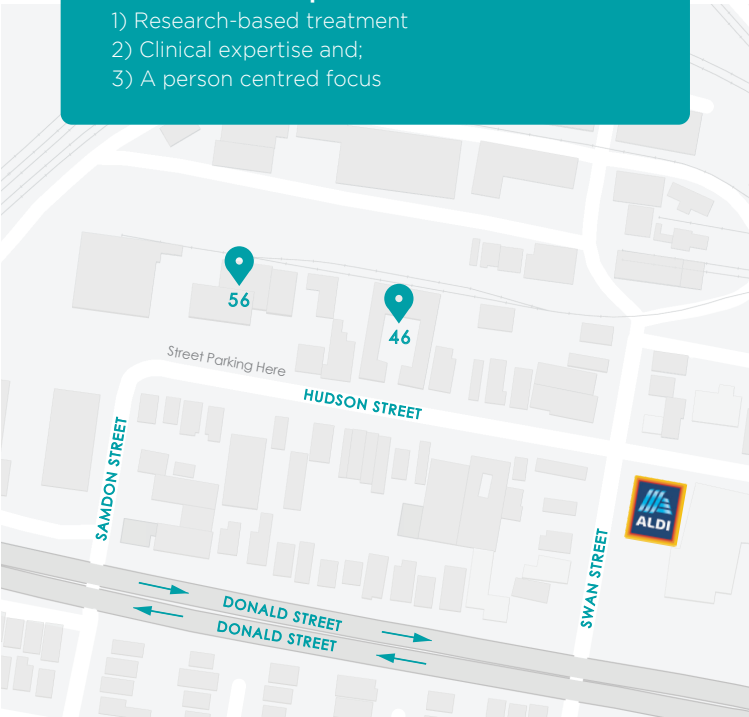 1) Research-based treatment
2) Clinical expertise and;
3) A person centred focus
56
46
Street Parking Here
HUDSON STREET
SAMDON STREET
ALDI
SWAN STREET
DONALD STREET
DONALD STREET